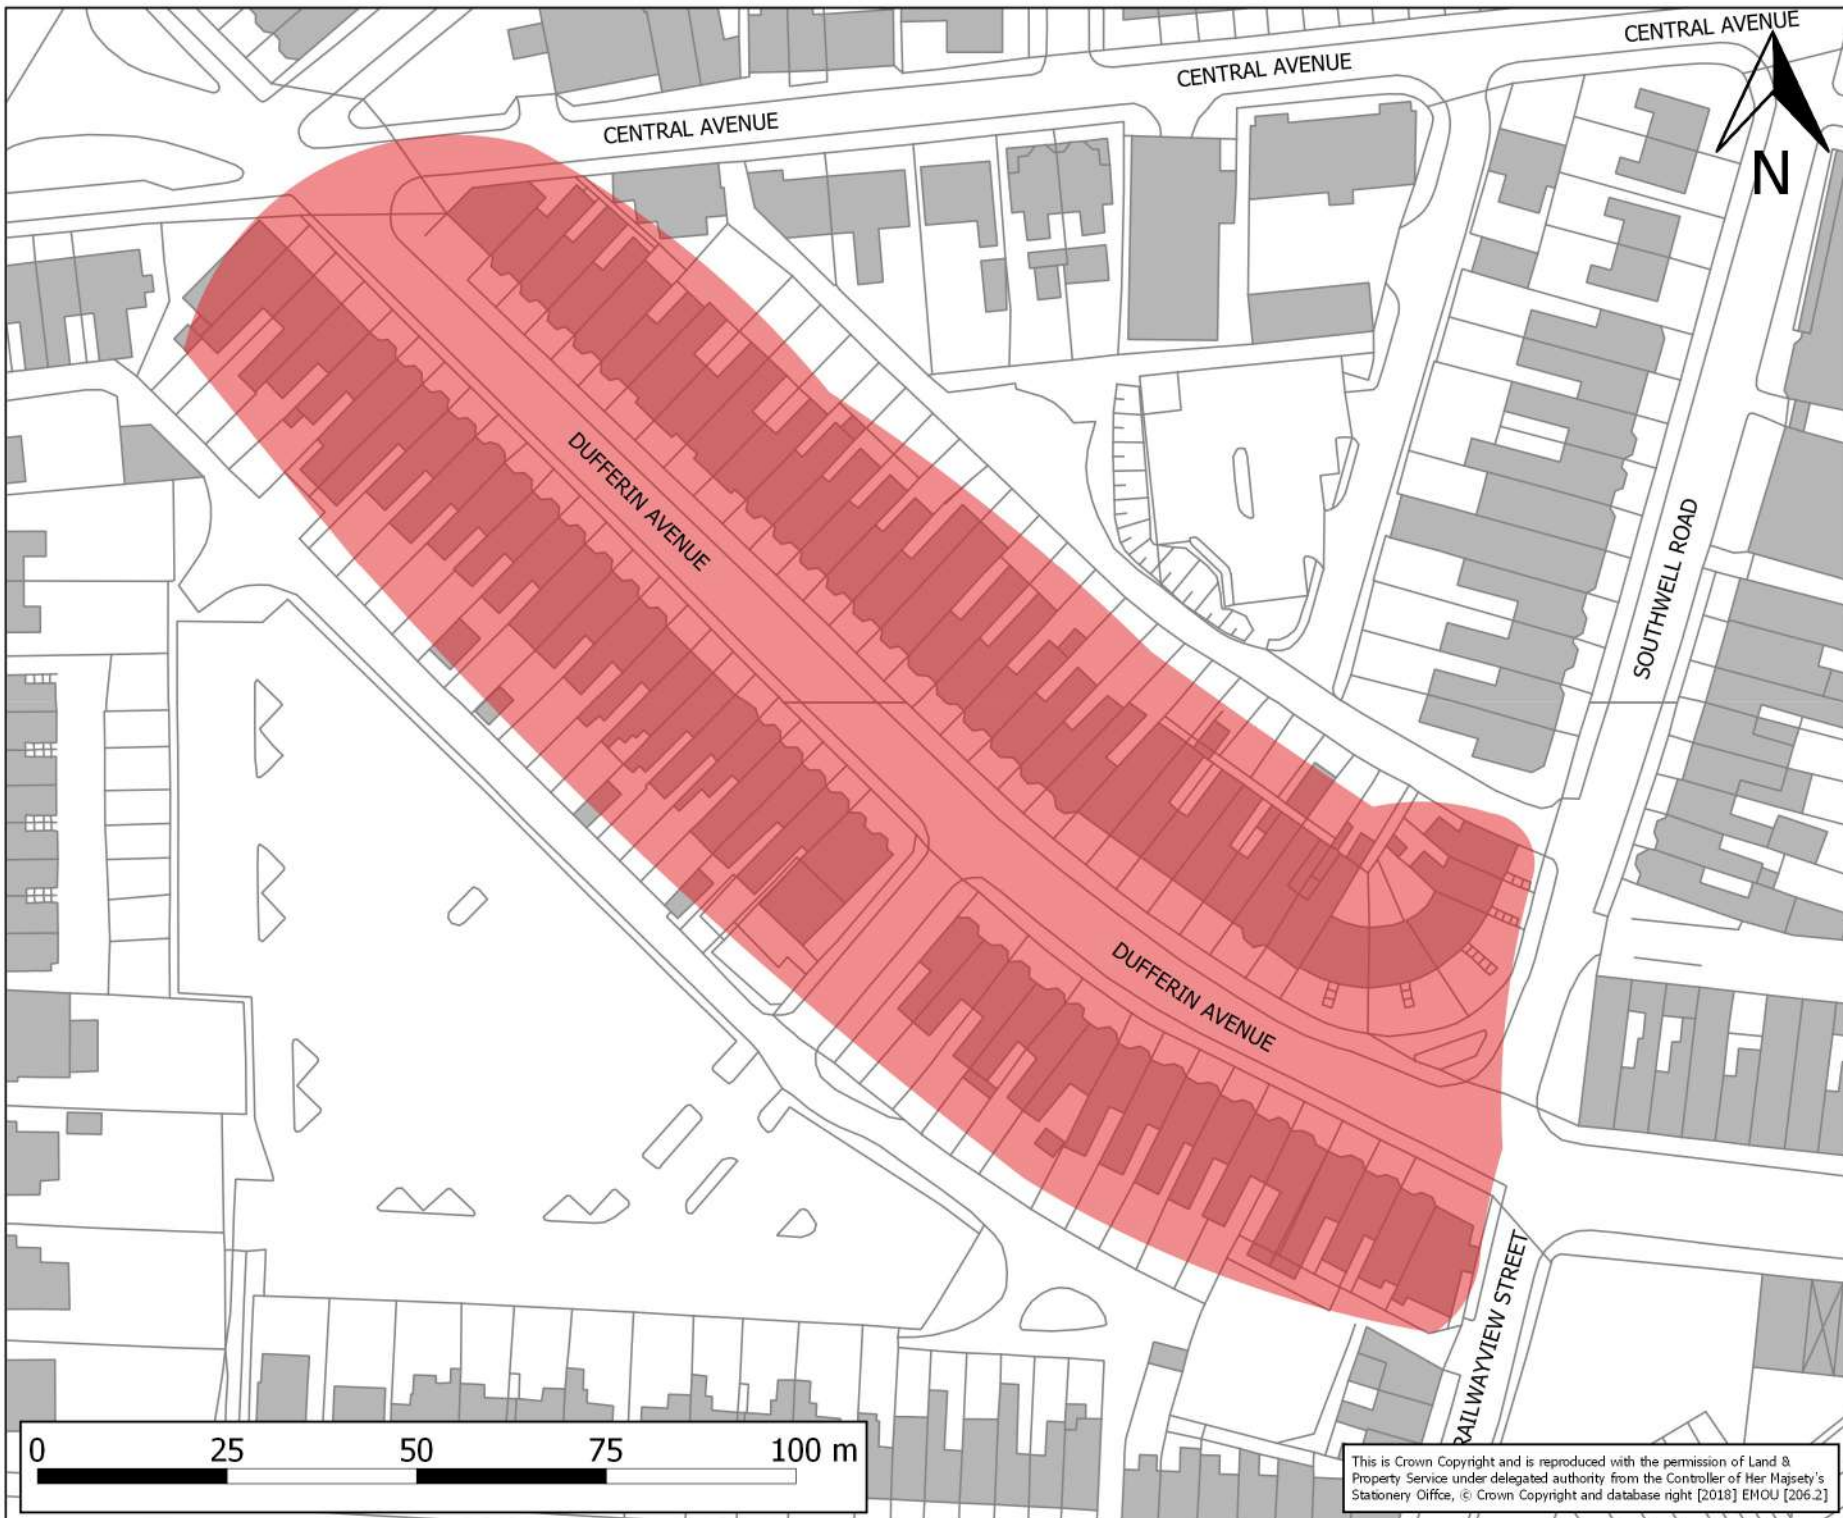 CENTRAL AVENUE
CENTRAL AVENUE
CENTRAL AVENUE
N
DUFFERIN AVENUE
SOUTHWELL ROAD
DUFFERIN AVENUE
RAILWAYVIEW STREET
0 25 50 75 100 m
This is Crown Copyright and is reproduced with the permission of Land &
Property Service under delegated authority from the Controller of Her Majsety's
Stationery Oiffce, © Crown Copyright and database right [2018] EMOU [206.2]